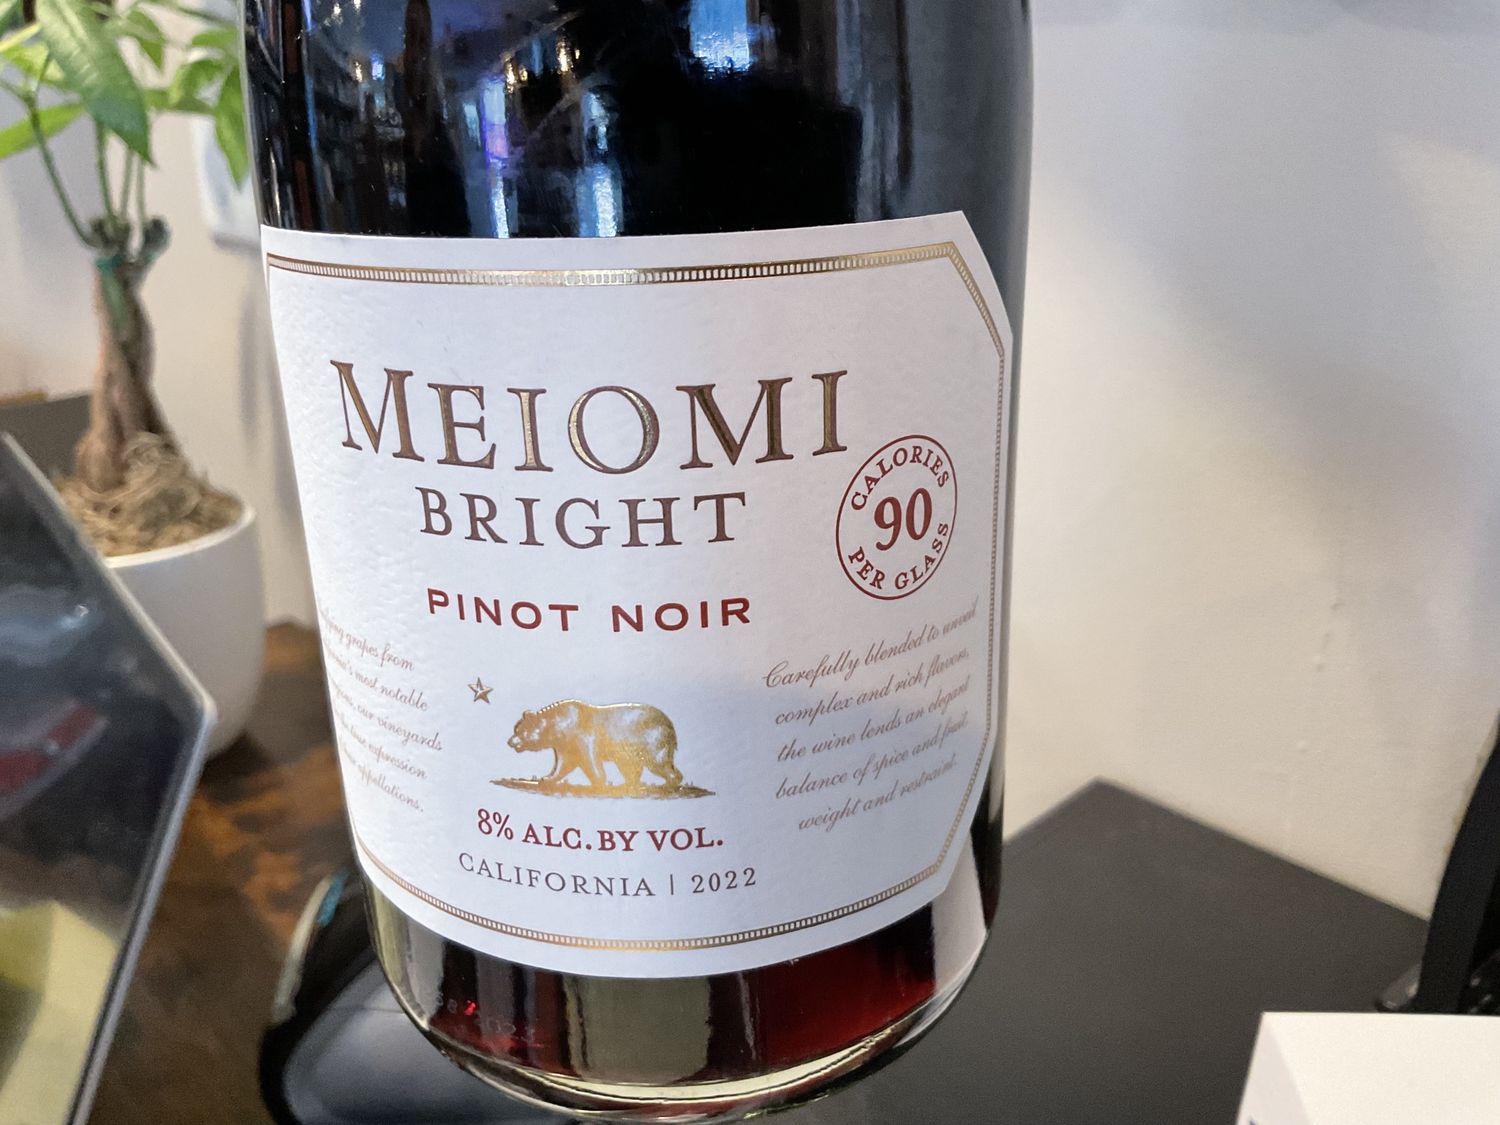 MEIOMI
BRIGHT
CALORIES
90
PER GLASS
PINOT NOIR
grapes from
most notable
our vineyards
expression
appellations.
Carefully blended to unveil
complex and rich flavors,
the wine lends an elegant
balance of spice and fruit
weight and restraint.
8% ALC. BY VOL.
CALIFORNIA | 2022